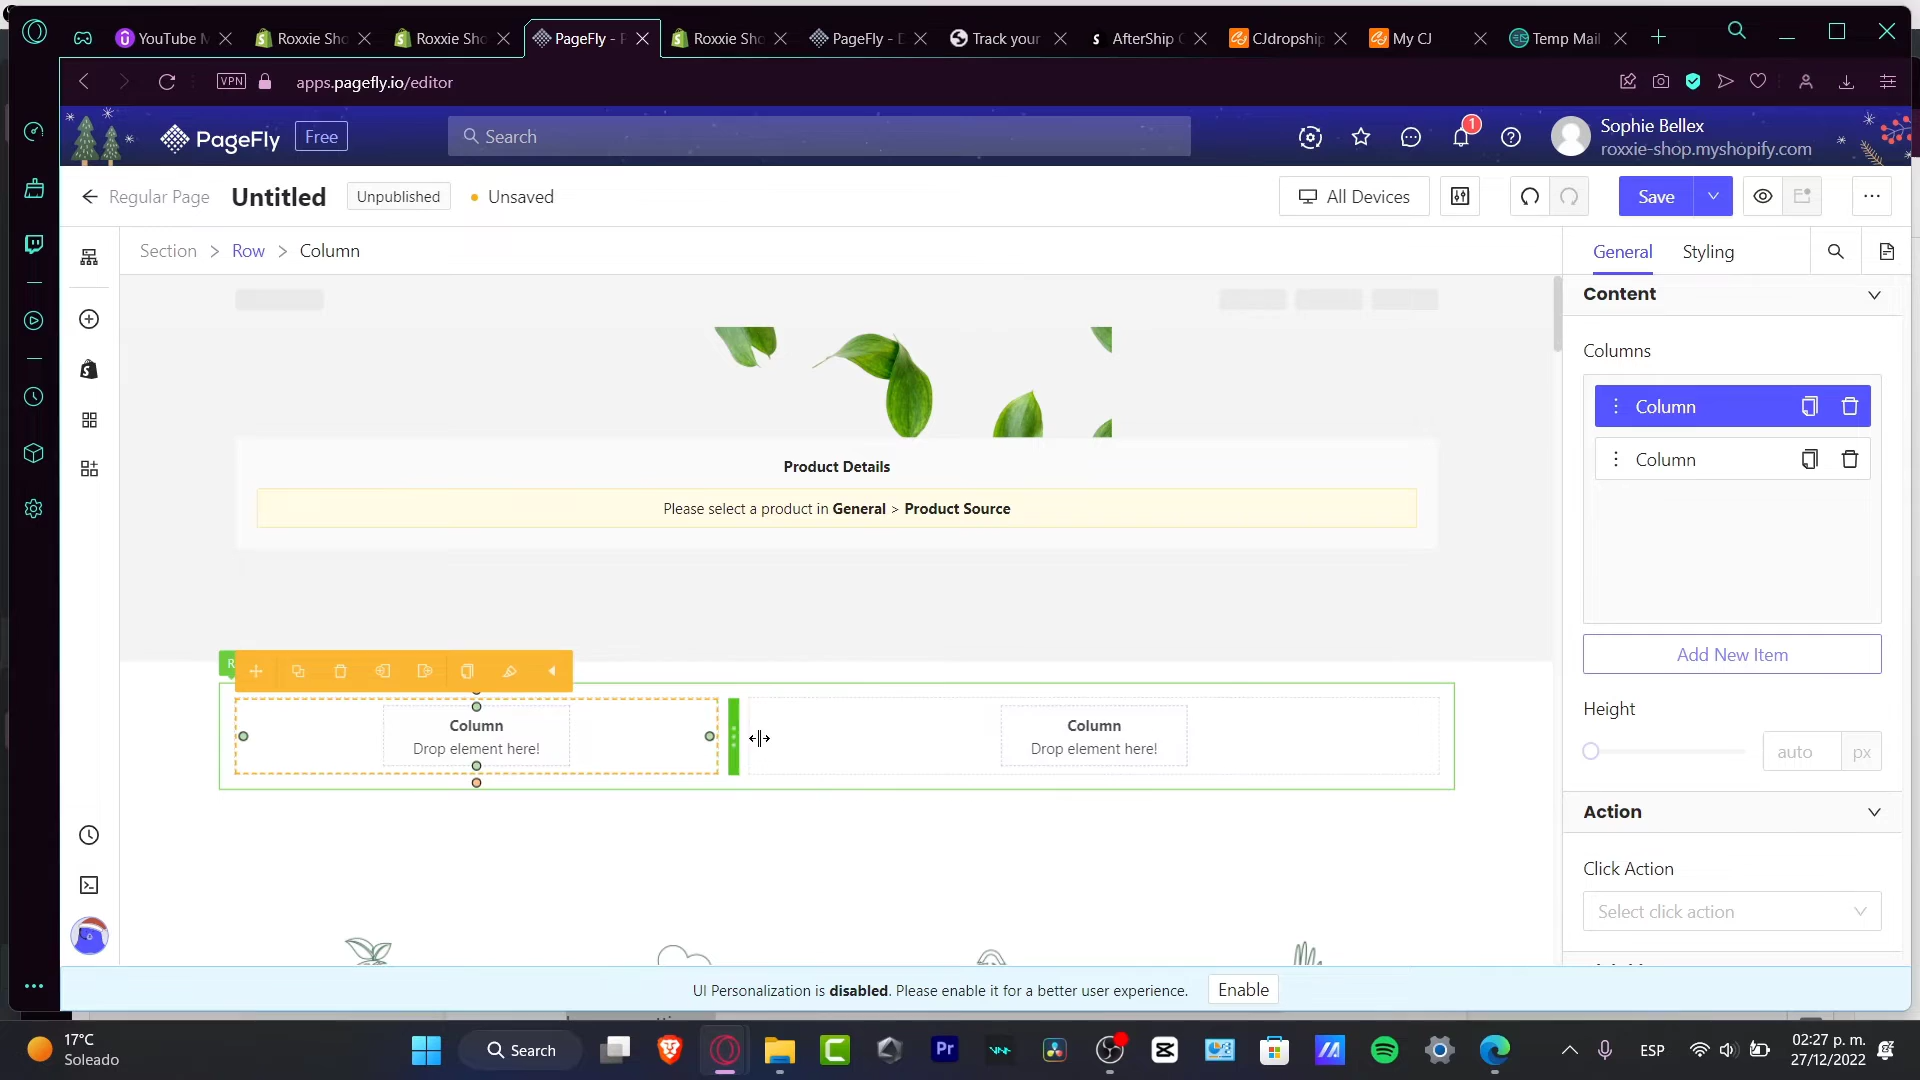 YouTube M
Roxxie Sho
Roxxie Sho
PageFly - P
Roxxie Sho
PageFly - D
Track your
AfterShip
CJdropship
My CJ
Temp Mail
VPN
apps.pagefly.io/editor
PageFly
Free
Search
1
Sophie Bellex
roxxie-shop.myshopify.com
Regular Page
Untitled
Unpublished
Unsaved
All Devices
Save
Section > Row > Column
General
Styling
Content
Columns
Column
Column
Product Details
Please select a product in General > Product Source
Add New Item
Height
auto
px
R
Column
Drop element here!
Column
Drop element here!
Action
Click Action
Select click action
UI Personalization is disabled. Please enable it for a better user experience.
Enable
17°C
Soleado
Search
Pr
ESP
02:27 p. m.
27/12/2022